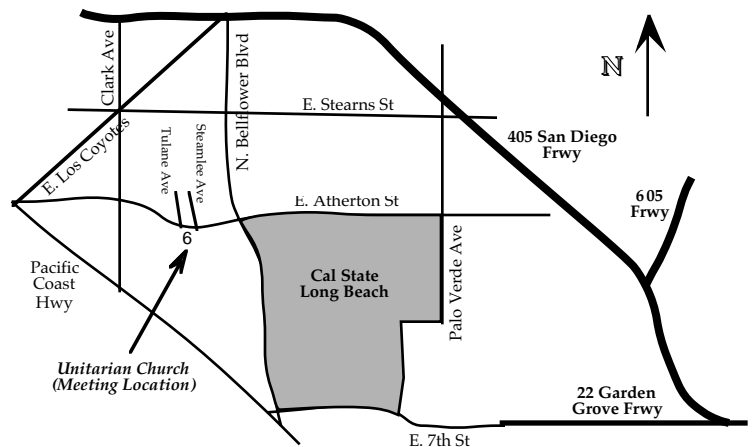 Clark Ave
N. Bellflower Blvd
N
E. Stearns St
405 San Diego
Frwy
E. Los Coyotes
Tulane Ave
Steamlee Ave
605
Frwy
E. Atherton St
6
Pacific
Coast
Hwy
Cal State
Long Beach
Palo Verde Ave
Unitarian Church
(Meeting Location)
22 Garden
Grove Frwy
E. 7th St